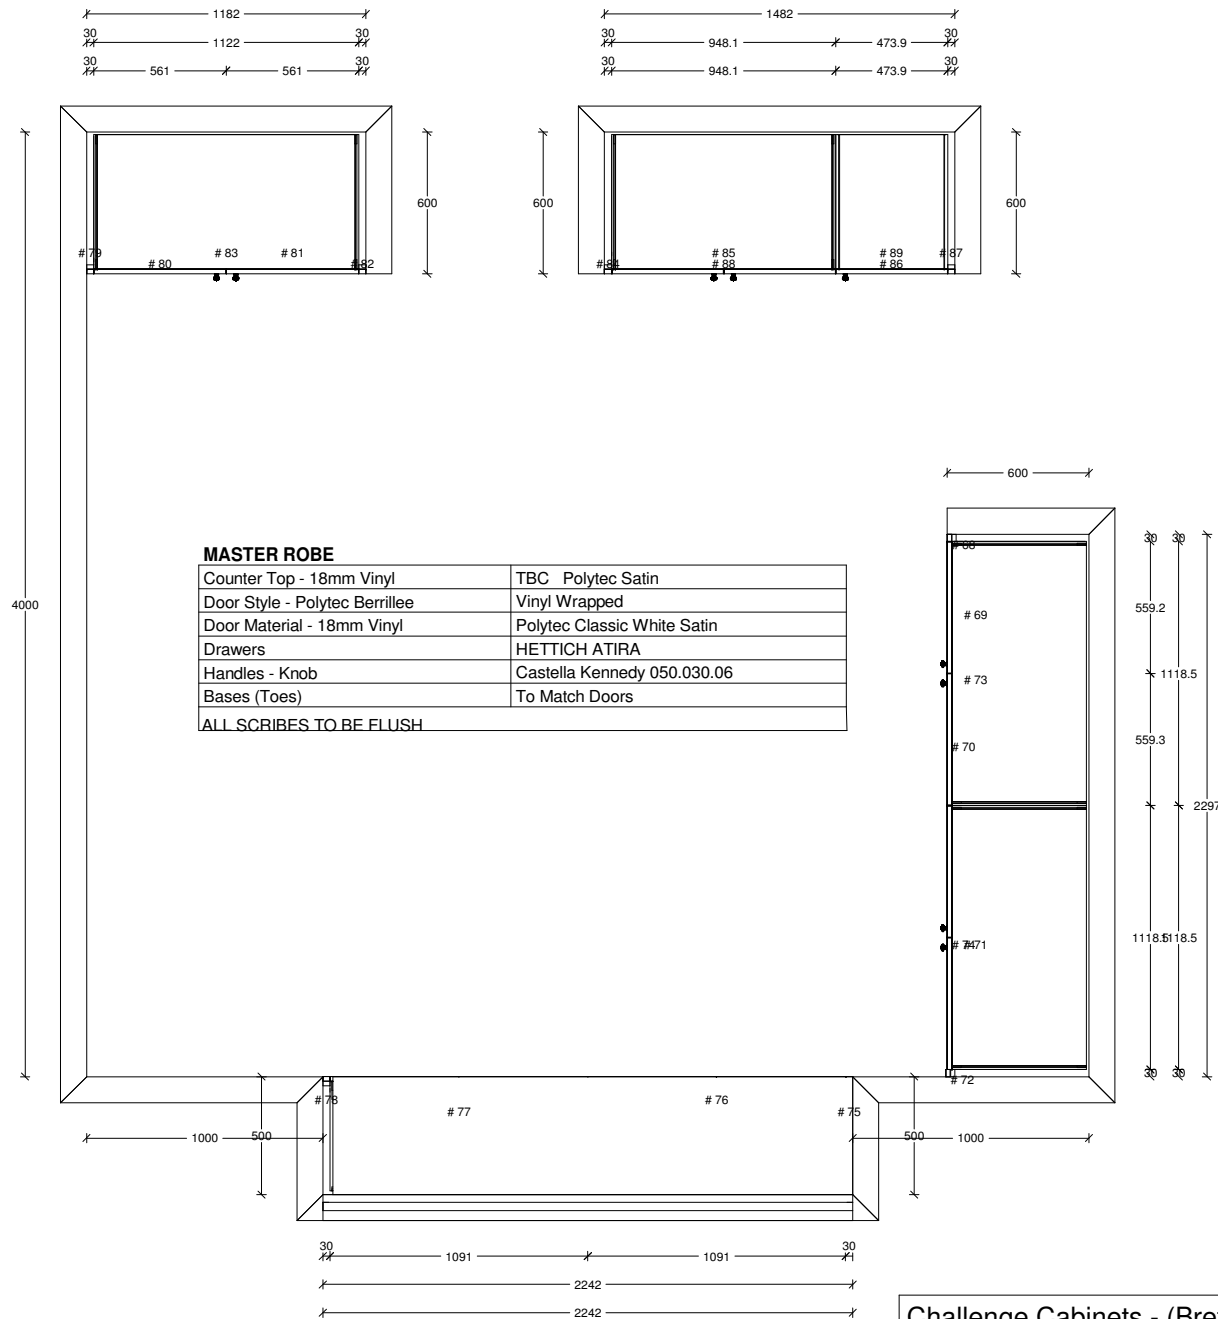 1182
1482
30 1122 30
30 948.1 473.9 30
30 561 561 30
30 948.1 473.9 30
600
600
600
# 79
# 80
# 83
# 81
# 82
# 84
# 85
# 88
# 89
# 86
# 87
600
4000
MASTER ROBE
Counter Top - 18mm Vinyl TBC Polytec Satin
Door Style - Polytec Berrillee Vinyl Wrapped
Door Material - 18mm Vinyl Polytec Classic White Satin
Drawers HETTICH ATIRA
Handles - Knob Castella Kennedy 050.030.06
Bases (Toes) To Match Doors
ALL SCRIBES TO BE FLUSH
# 68
30 30
# 69
559.2
# 73
1118.5
# 70
559.3
2297
# 74 #71
1118.5 1118.5
30 30
# 72
# 78
# 77
# 76
# 75
1000
500
500
1000
30 1091 1091 30
2242
2242
Challenge Cabinets - (Bre